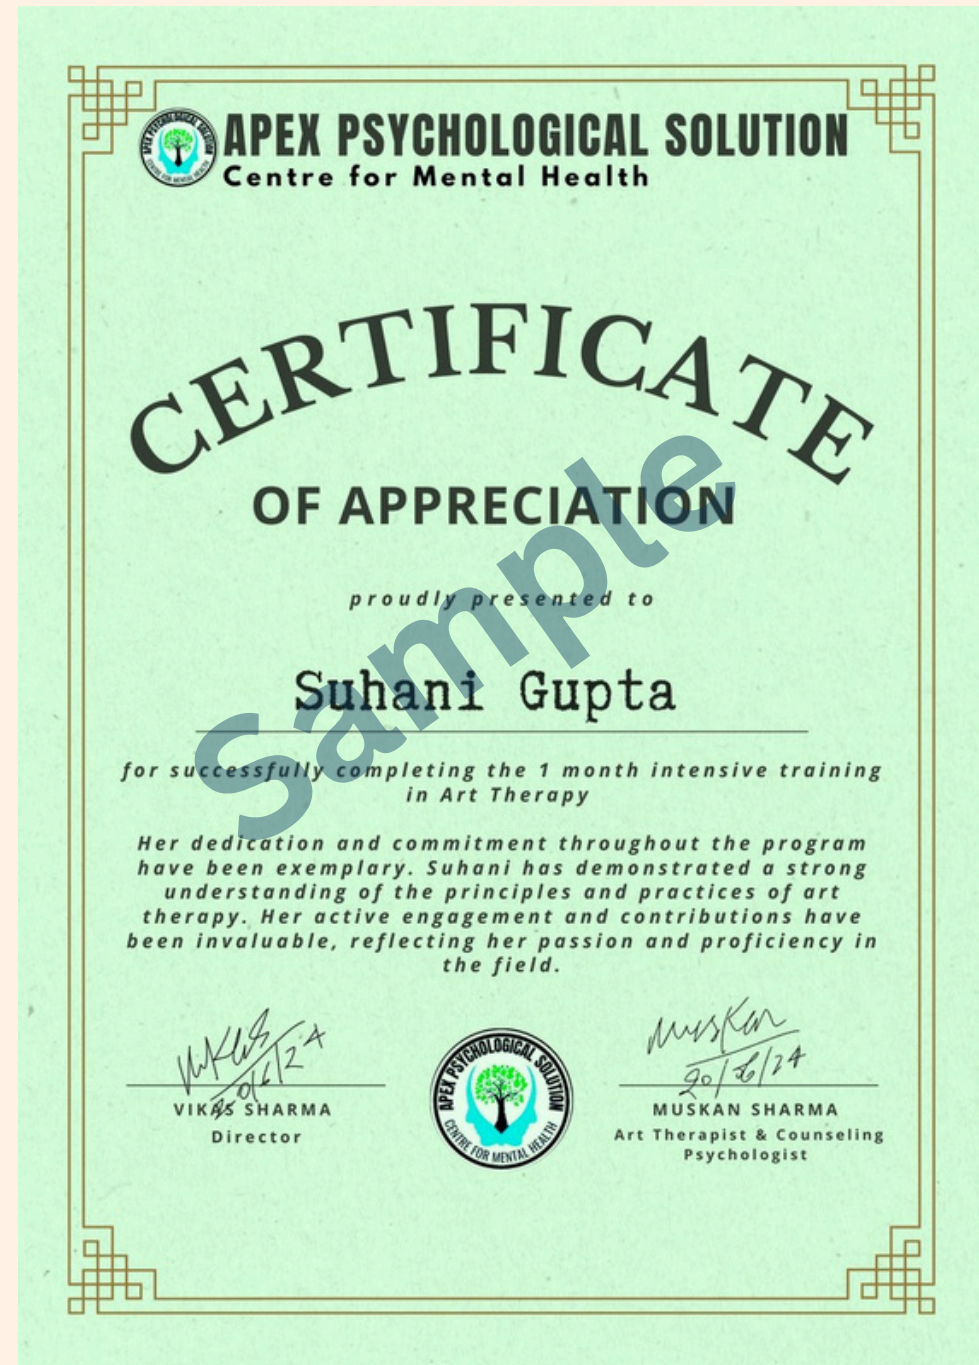 APEX PSYCHOLOGICAL SOLUTION
Centre for Mental Health
CERTIFICATE
OF APPRECIATION
proudly presented to
Suhani Gupta
for successfully completing the 1 month intensive training
in Art Therapy
Her dedication and commitment throughout the program
have been exemplary. Suhani has demonstrated a strong
understanding of the principles and practices of art
therapy. Her active engagement and contributions have
been invaluable, reflecting her passion and proficiency in
the field.
Sample
Vikas
20/6/24
VIKAS SHARMA
Director
APEX PSYCHOLOGICAL SOLUTION
CENTRE FOR MENTAL HEALTH
Muskan
20/06/24
MUSKAN SHARMA
Art Therapist & Counseling
Psychologist